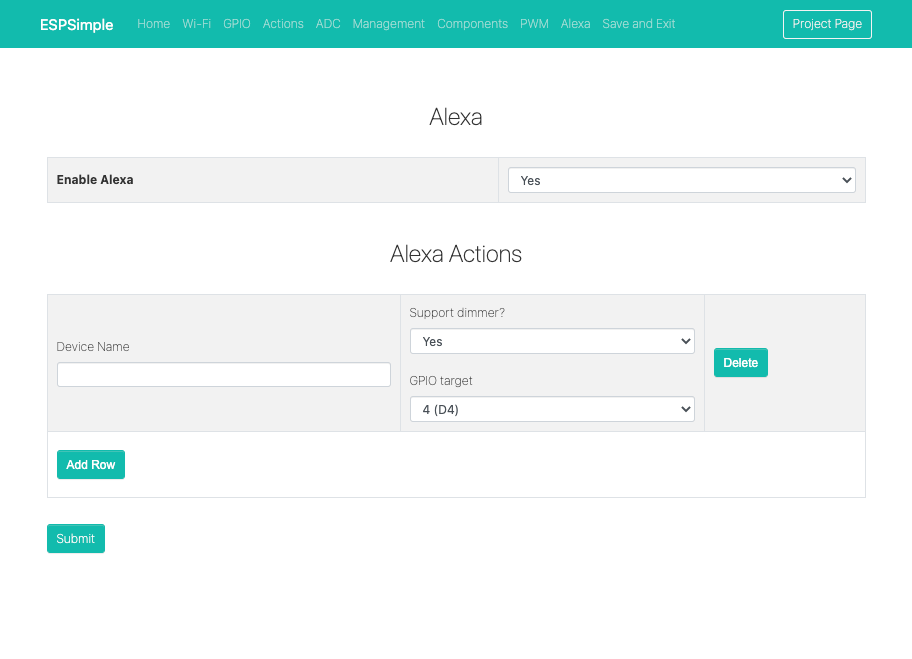 ESPSimple Home Wi-Fi GPIO Actions ADC Management Components PWM Alexa Save and Exit Project Page
Alexa
Enable Alexa Yes
Alexa Actions
Device Name
Support dimmer?
Yes
GPIO target
4 (D4)
Delete
Add Row
Submit